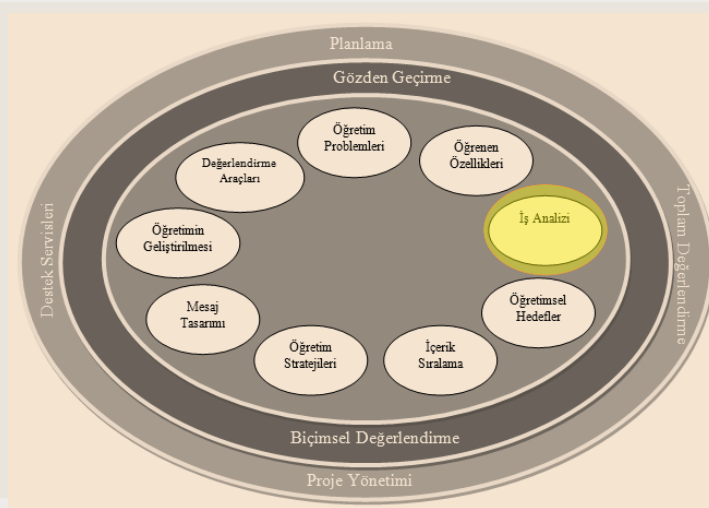 Planlama
Gözden Geçirme
Öğretim
Problemleri
Öğrenen
Özellikleri
Değerlendirme
Araçları
İş Analizi
Öğretimin
Geliştirilmesi
Öğretimsel
Hedefler
Mesaj
Tasarımı
Öğretim
Stratejileri
İçerik
Sıralama
Destek Servisleri
Toplam Değerlendirme
Biçimsel Değerlendirme
Proje Yönetimi